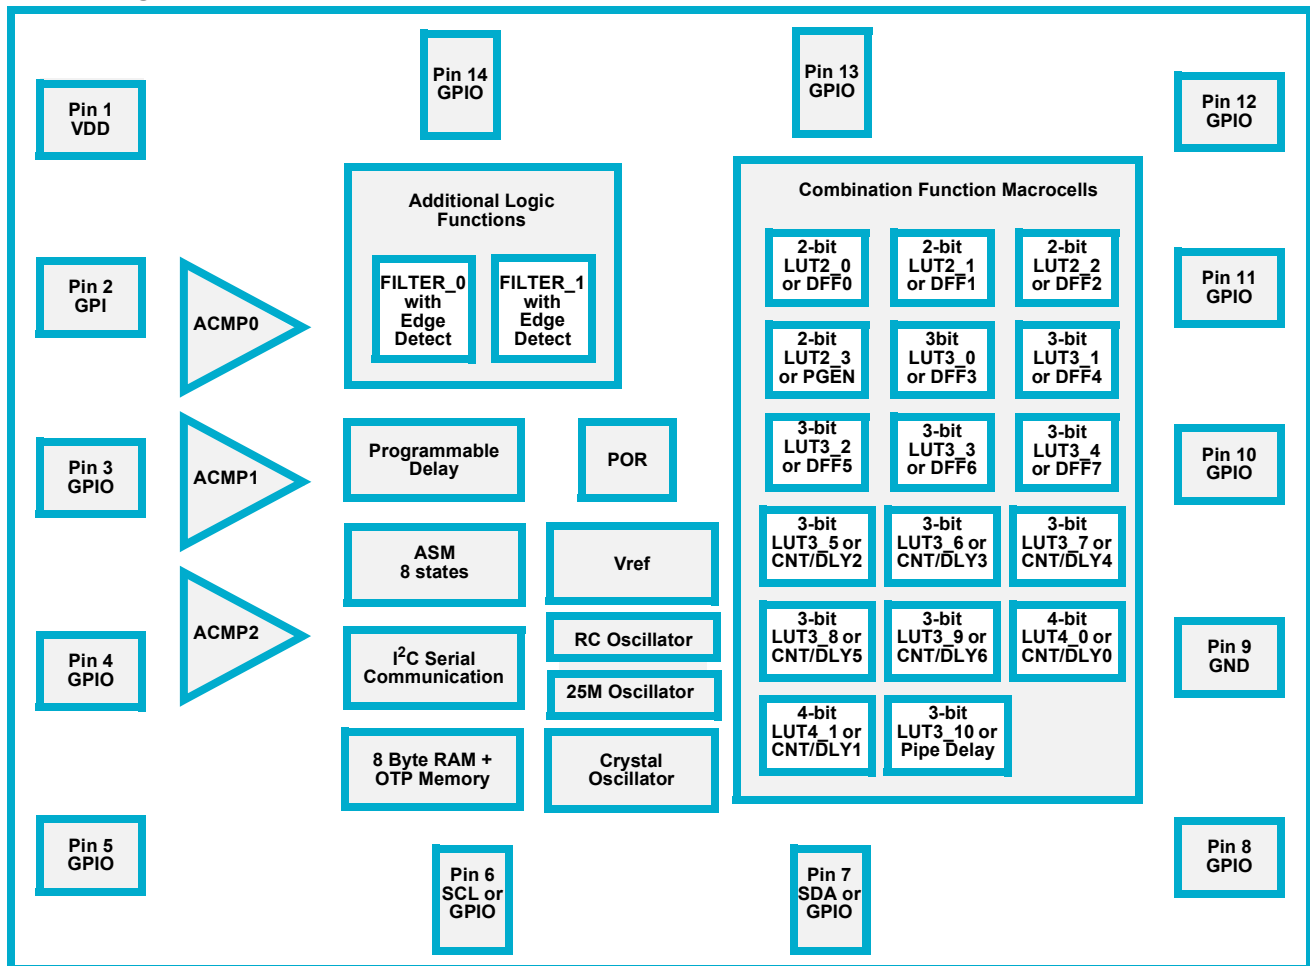 Pin 14
GPIO
Pin 13
GPIO
Pin 1
VDD
Pin 12
GPIO
Additional Logic
Functions
FILTER_0
with
Edge
Detect
FILTER_1
with
Edge
Detect
Combination Function Macrocells
2-bit
LUT2_0
or DFF0
2-bit
LUT2_1
or DFF1
2-bit
LUT2_2
or DFF2
2-bit
LUT2_3
or PGEN
3bit
LUT3_0
or DFF3
3-bit
LUT3_1
or DFF4
3-bit
LUT3_2
or DFF5
3-bit
LUT3_3
or DFF6
3-bit
LUT3_4
or DFF7
3-bit
LUT3_5 or
CNT/DLY2
3-bit
LUT3_6 or
CNT/DLY3
3-bit
LUT3_7 or
CNT/DLY4
3-bit
LUT3_8 or
CNT/DLY5
3-bit
LUT3_9 or
CNT/DLY6
4-bit
LUT4_0 or
CNT/DLY0
4-bit
LUT4_1 or
CNT/DLY1
3-bit
LUT3_10 or
Pipe Delay
Pin 2
GPI
ACMP0
Pin 11
GPIO
Pin 3
GPIO
ACMP1
Programmable
Delay
POR
Pin 10
GPIO
ASM
8 states
Vref
ACMP2
RC Oscillator
I2C Serial
Communication
25M Oscillator
Pin 4
GPIO
Pin 9
GND
8 Byte RAM +
OTP Memory
Crystal
Oscillator
Pin 5
GPIO
Pin 8
GPIO
Pin 6
SCL or
GPIO
Pin 7
SDA or
GPIO